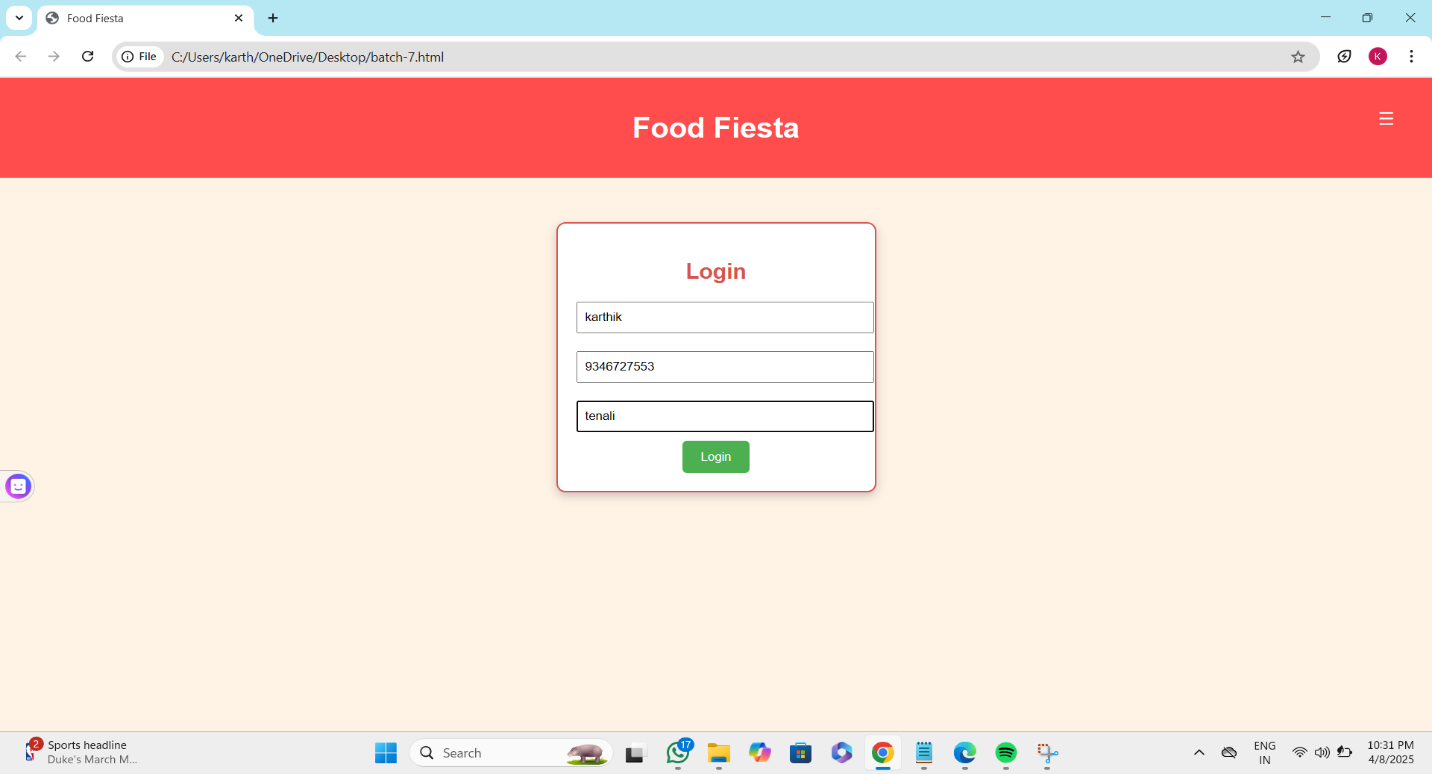 Food Fiesta
File C:/Users/karth/OneDrive/Desktop/batch-7.html
K
Food Fiesta
Login
karthik
9346727553
tenali
Login
2 Sports headline
Duke's March M...
Search
17
ENG
IN
10:31 PM
4/8/2025